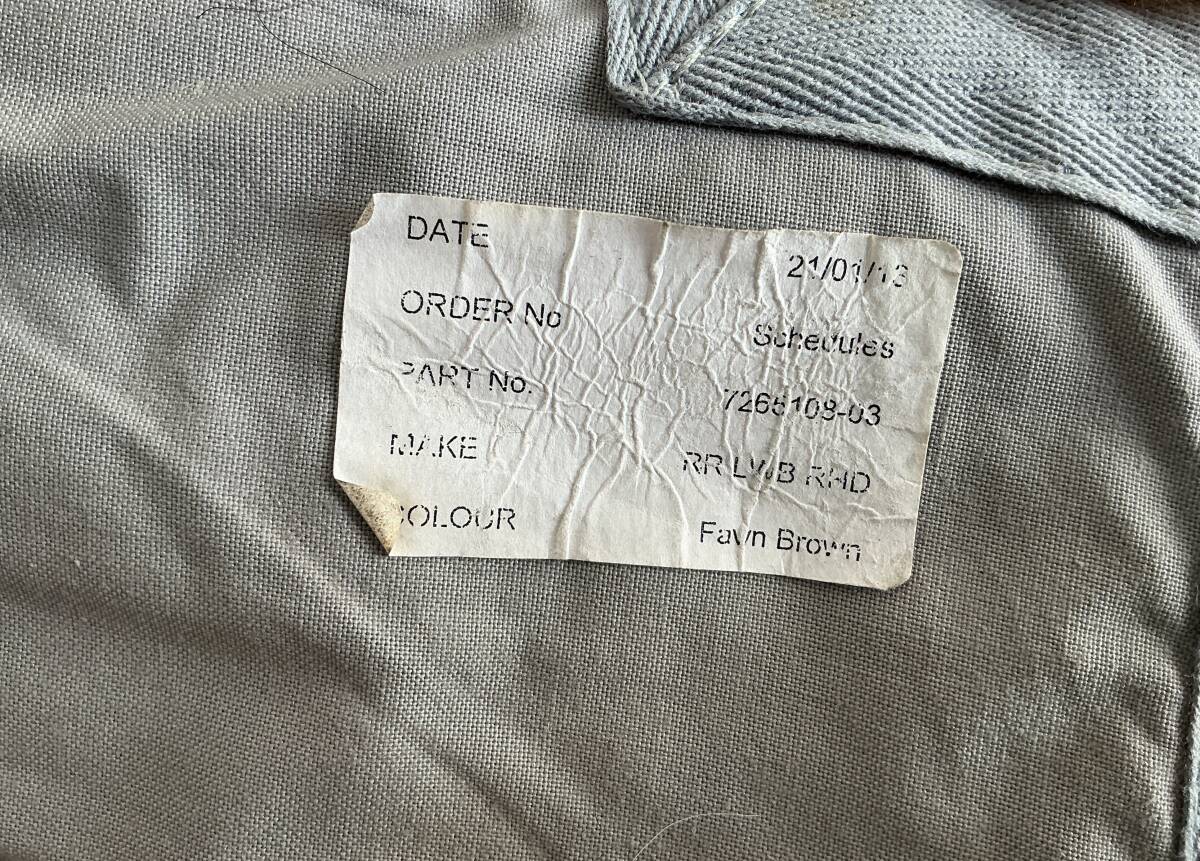 DATE 21/01/13
ORDER No Schedules
PART No. 7265108-03
MAKE RR LWB RHD
COLOUR Fawn Brown